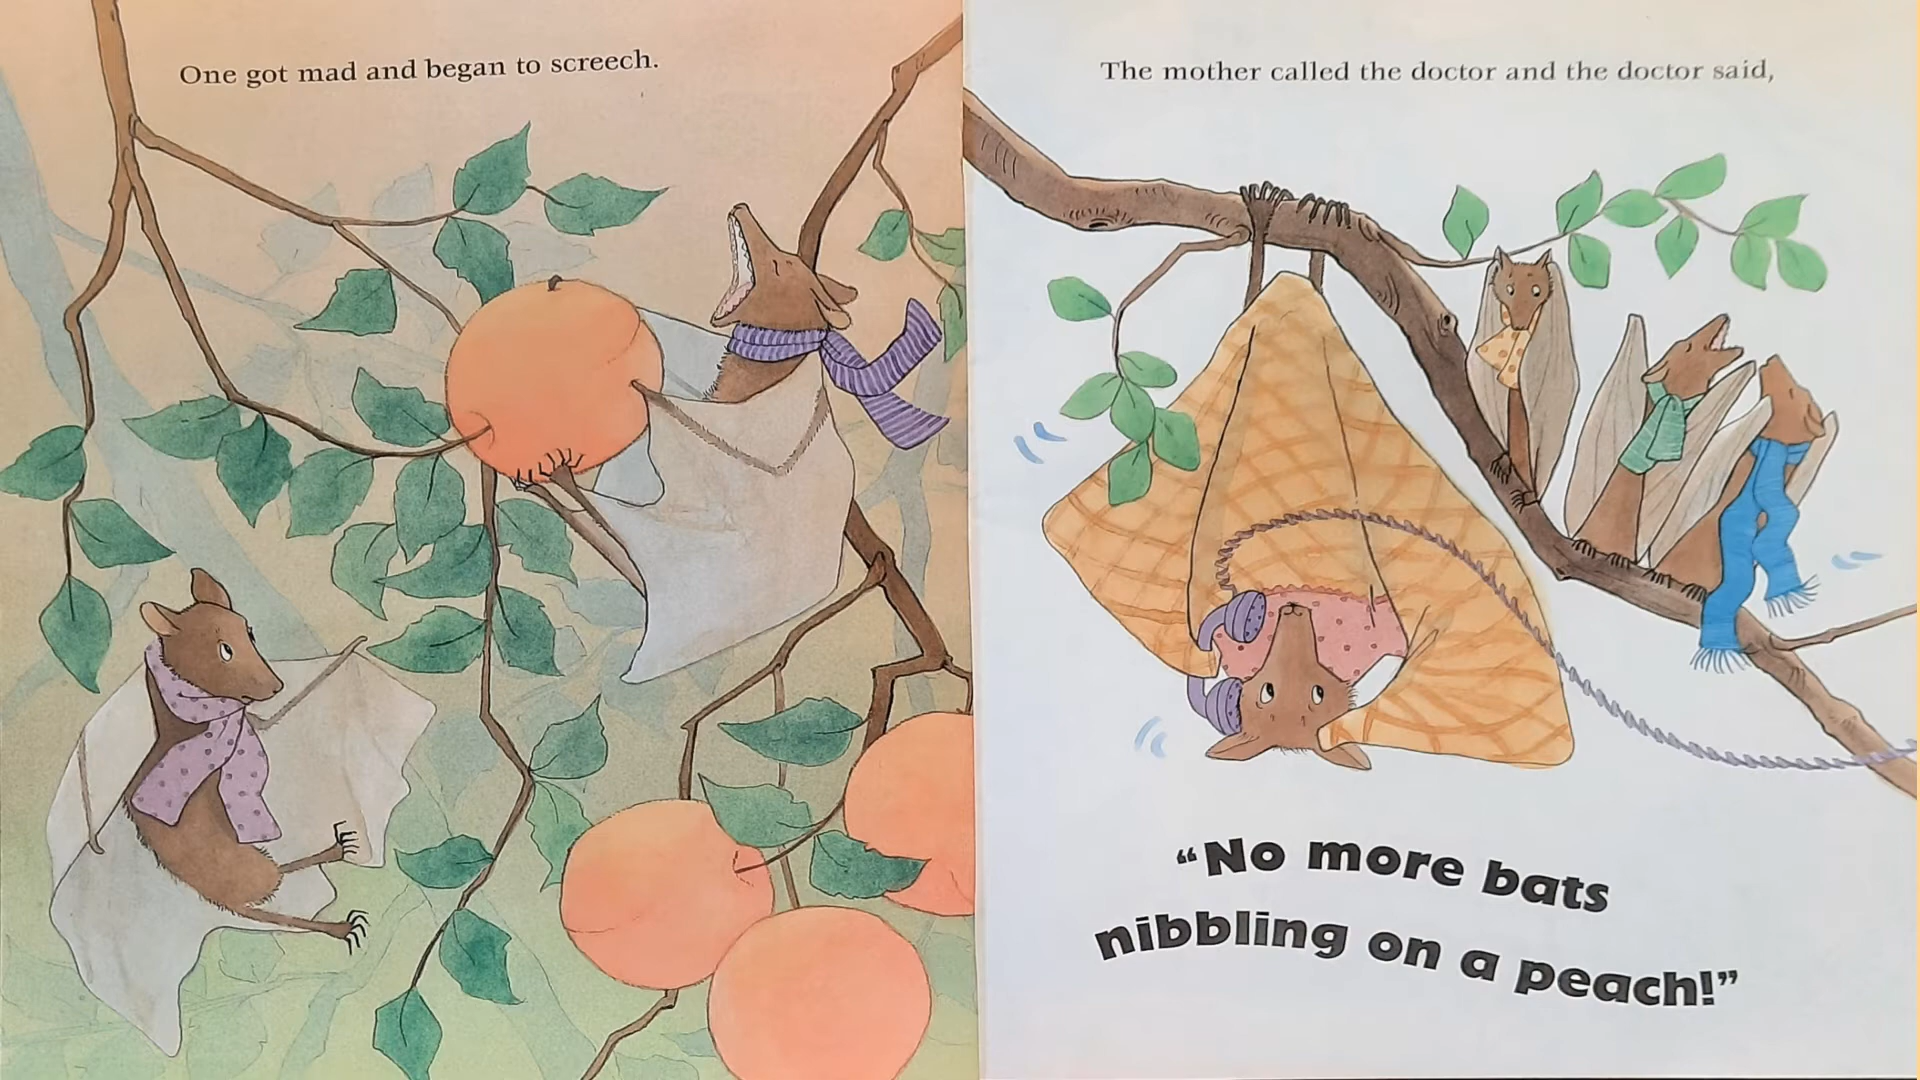 One got mad and began to screech.
The mother called the doctor and the doctor said,
“No more bats
nibbling on a peach!”